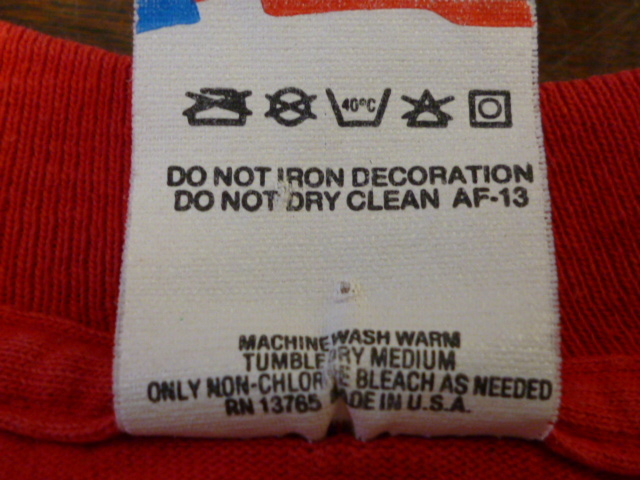 40°C
DO NOT IRON DECORATION
DO NOT DRY CLEAN AF-13
MACHINE WASH WARM
TUMBLE DRY MEDIUM
ONLY NON-CHLORINE BLEACH AS NEEDED
RN 13765 MADE IN U.S.A.